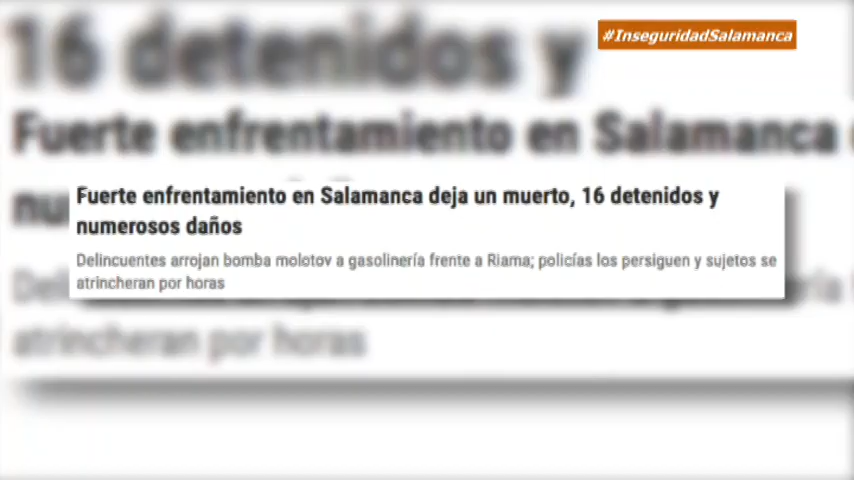 #InseguridadSalamanca
16 detenidos y
Fuerte enfrentamiento en Salamanca
Fuerte enfrentamiento en Salamanca deja un muerto, 16 detenidos y
numerosos daños
Delincuentes arrojan bomba molotov a gasolinería frente a Riama; policías los persiguen y sujetos se
atrincheran por horas
atrincheran por horas